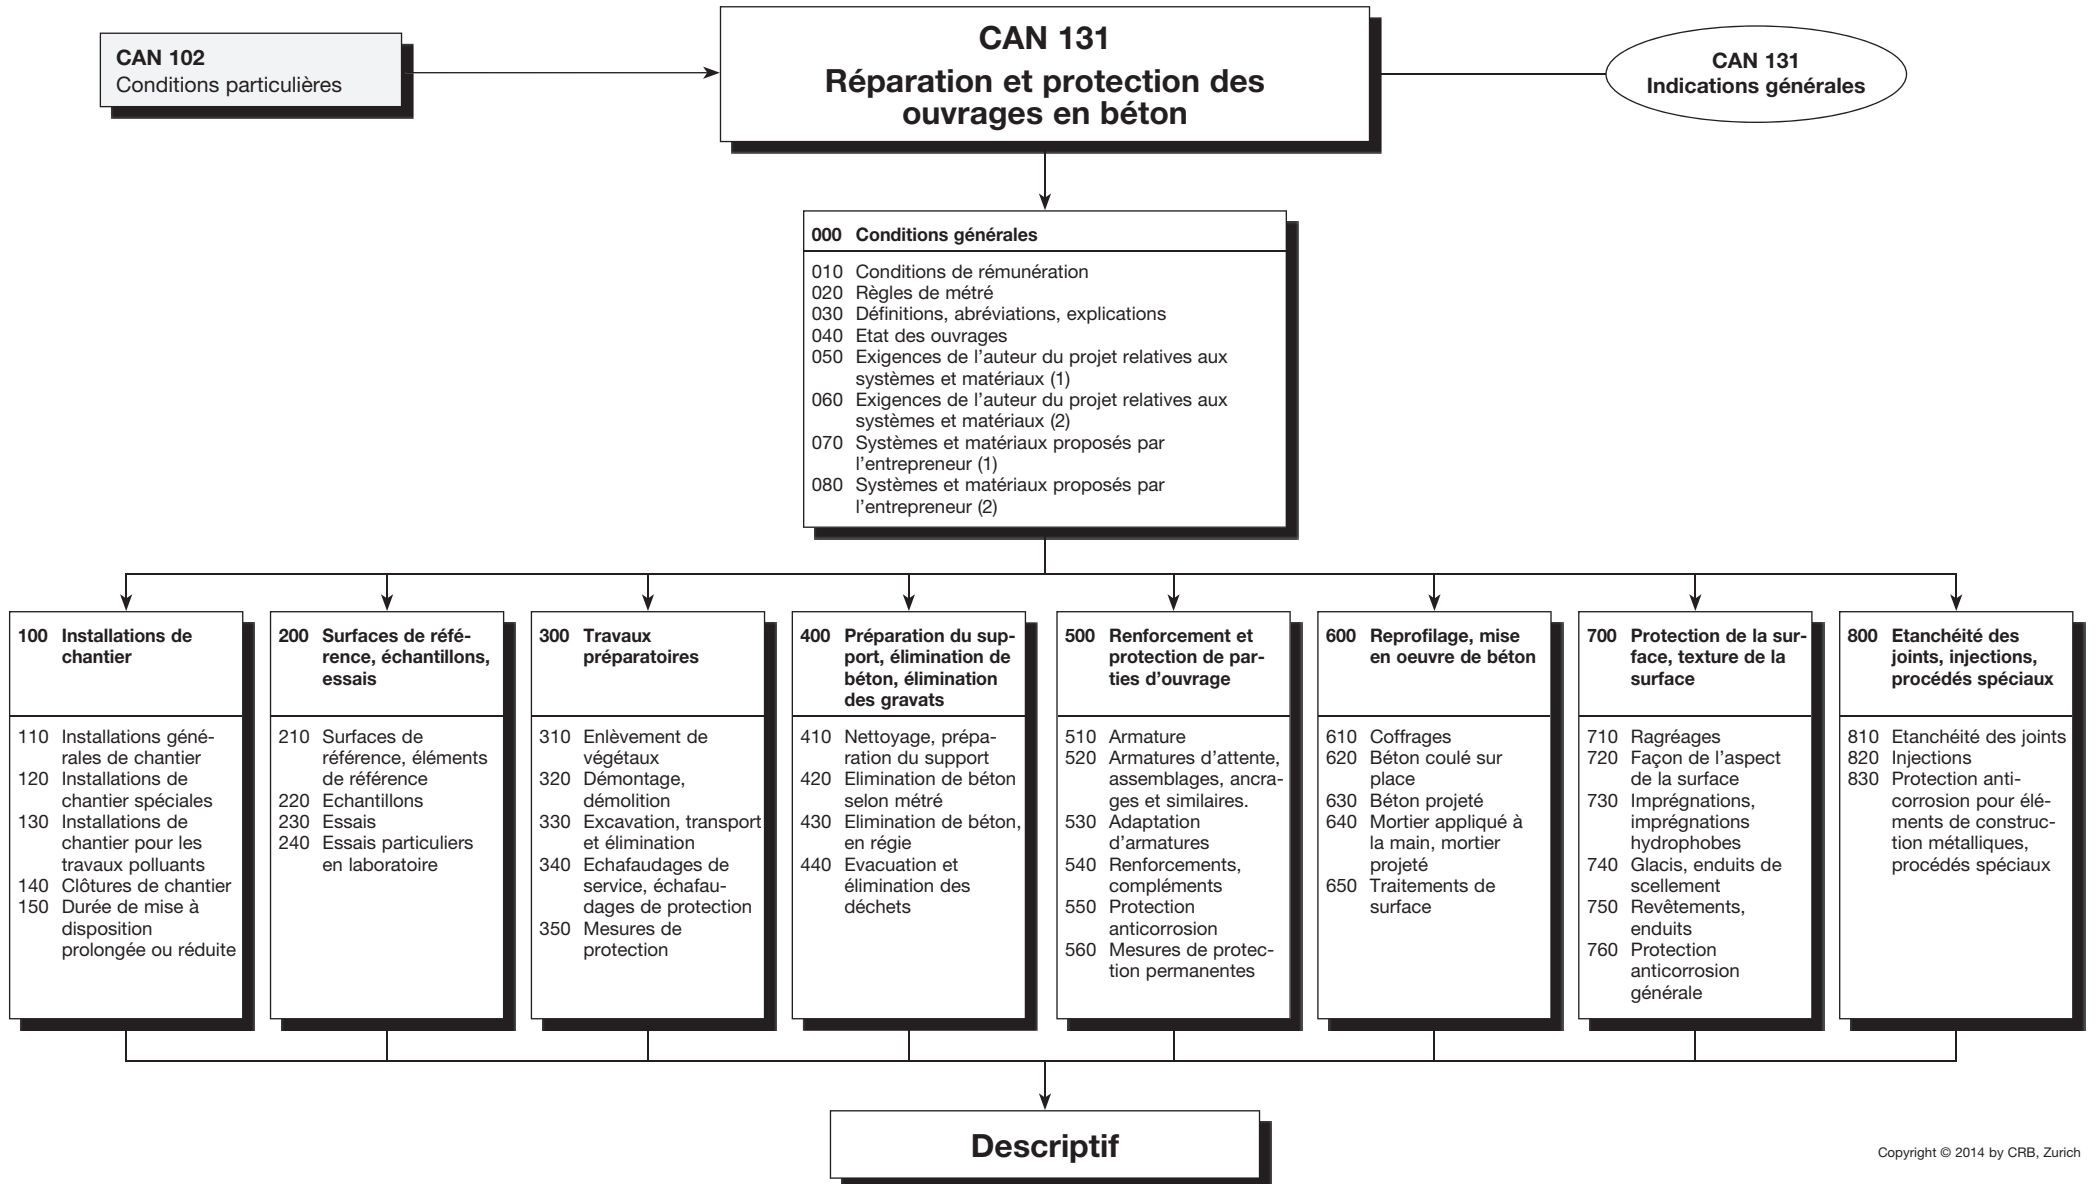 CAN 102
Conditions particulières
CAN 131
Réparation et protection des
ouvrages en béton
CAN 131
Indications générales
000 Conditions générales
010 Conditions de rémunération
020 Règles de métré
030 Définitions, abréviations, explications
040 Etat des ouvrages
050 Exigences de l'auteur du projet relatives aux
systèmes et matériaux (1)
060 Exigences de l'auteur du projet relatives aux
systèmes et matériaux (2)
070 Systèmes et matériaux proposés par
l'entrepreneur (1)
080 Systèmes et matériaux proposés par
l'entrepreneur (2)
100 Installations de
chantier
110 Installations géné-
rales de chantier
120 Installations de
chantier spéciales
130 Installations de
chantier pour les
travaux polluants
140 Clôtures de chantier
150 Durée de mise à
disposition
prolongée ou réduite
200 Surfaces de réfé-
rence, échantillons,
essais
210 Surfaces de
référence, éléments
de référence
220 Echantillons
230 Essais
240 Essais particuliers
en laboratoire
300 Travaux
préparatoires
310 Enlèvement de
végétaux
320 Démontage,
démolition
330 Excavation, transport
et élimination
340 Echafaudages de
service, échafau-
dages de protection
350 Mesures de
protection
400 Préparation du sup-
port, élimination de
béton, élimination
des gravats
410 Nettoyage, prépa-
ration du support
420 Elimination de béton
selon métré
430 Elimination de béton,
en régie
440 Evacuation et
élimination des
déchets
500 Renforcement et
protection de par-
ties d'ouvrage
510 Armature
520 Armatures d'attente,
assemblages, ancra-
ges et similaires.
530 Adaptation
d'armatures
540 Renforcements,
compléments
550 Protection
anticorrosion
560 Mesures de protec-
tion permanentes
600 Reprofilage, mise
en oeuvre de béton
610 Coffrages
620 Béton coulé sur
place
630 Béton projeté
640 Mortier appliqué à
la main, mortier
projeté
650 Traitements de
surface
700 Protection de la sur-
face, texture de la
surface
710 Ragréages
720 Façon de l'aspect
de la surface
730 Imprégnations,
imprégnations
hydrophobes
740 Glacis, enduits de
scellement
750 Revêtements,
enduits
760 Protection
anticorrosion
générale
800 Etanchéité des
joints, injections,
procédés spéciaux
810 Etanchéité des joints
820 Injections
830 Protection anti-
corrosion pour élé-
ments de construc-
tion métalliques,
procédés spéciaux
Descriptif
Copyright © 2014 by CRB, Zurich